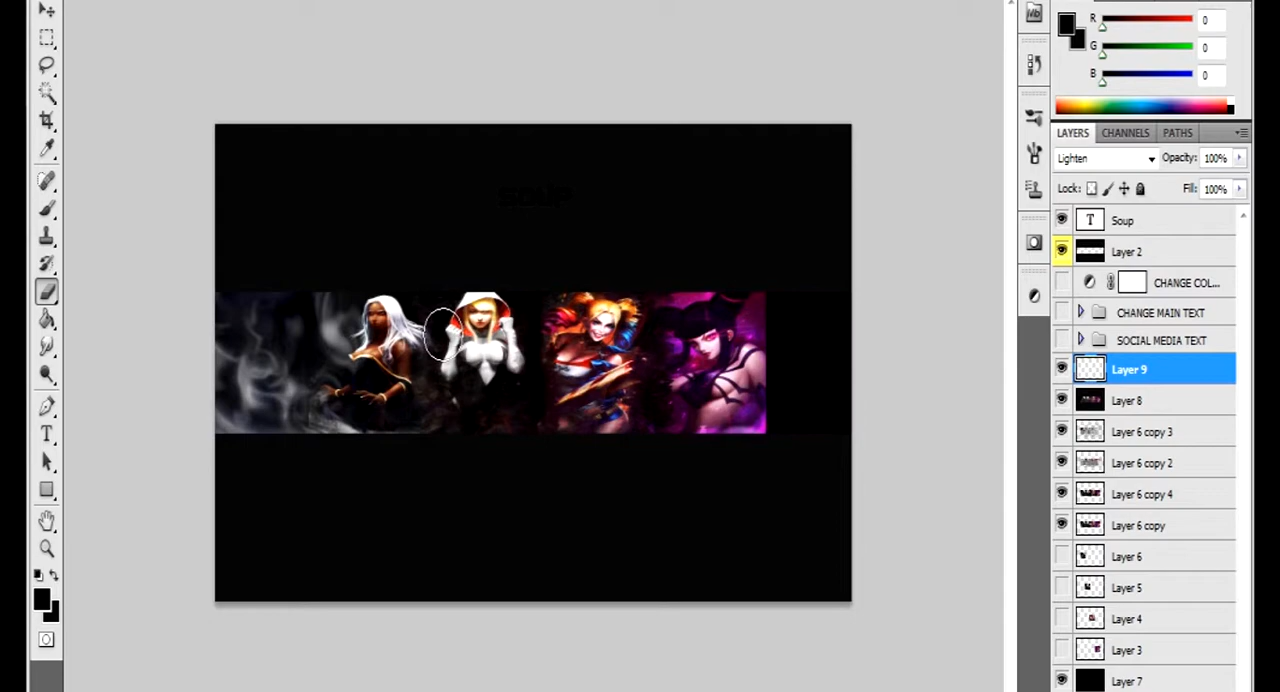 Mb
R 0
G 0
B 0
LAYERS CHANNELS PATHS
Lighten Opacity: 100%
Lock: Fill: 100%
T Soup
Layer 2
CHANGE COL...
CHANGE MAIN TEXT
SOCIAL MEDIA TEXT
Layer 9
Layer 8
Layer 6 copy 3
Layer 6 copy 2
Layer 6 copy 4
Layer 6 copy
Layer 6
Layer 5
Layer 4
Layer 3
Layer 7
SOUP
T